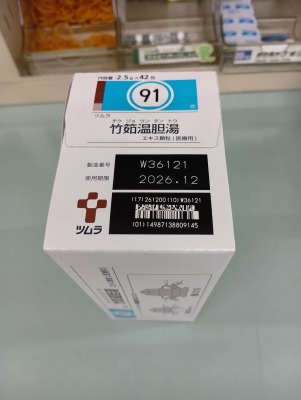 内容量 2.5g×42包
91
ツムラ
チク ジョ ウン タン トウ
竹茹温胆湯
エキス顆粒(医療用)
製造番号 W36121
使用期限 2026.12
(17)261200(10)W36121
(01)14987138809145
ツムラ